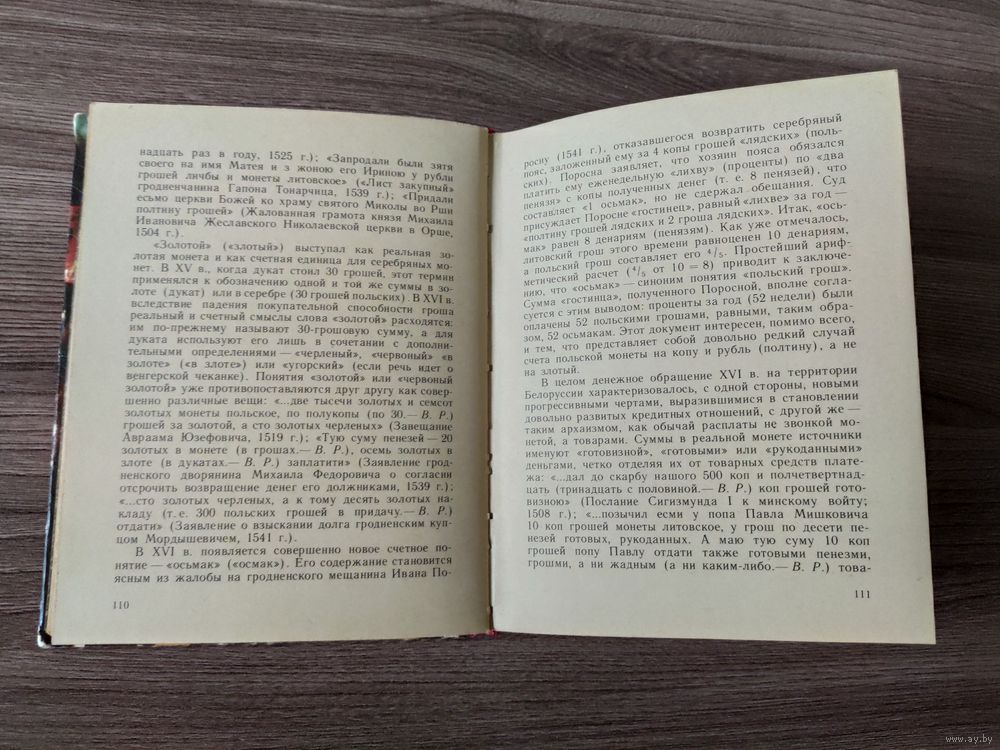 надцать раз в году, 1525 г.); «Запродали были зятя
своего на имя Матея и з жоною его Ириною у рубли
грошей личбы и монеты литовское» («Лист закупный»
гродненчанина Гапона Тонарчица, 1539 г.); «Придали
есьмо церкви Божей ко храму святого Миколы во Рши
полтину грошей» (Жалованная грамота князя Михаила
Ивановича Жеславского Николаевской церкви в Орше,
1504 г.).
«Золотой» («злотый») выступал как реальная зо-
лотая монета и как счетная единица для серебряных мо-
нет. В XV в., когда дукат стоил 30 грошей, этот термин
применялся к обозначению одной и той же суммы в зо-
лоте (дукат) или в серебре (30 грошей польских). В XVI в.
вследствие падения покупательной способности гроша
реальный и счетный смыслы слова «золотой» расходятся:
им по-прежнему называют 30-грошовую сумму, а для
дуката используют его лишь в сочетании с дополни-
тельными определениями — «черленый», «червоный» «в
золоте» («в злоте») или «угорский» (если речь идет о
венгерской чеканке). Понятия «золотой» или «червоный
золотой» уже противопоставляются друг другу как совер-
шенно различные вещи: «...две тысячи золотых и семсот
золотых монеты польское, по полукопы (по 30.— В. Р.)
грошей за золотой, а сто золотых черленых» (Завещание
Авраама Юзефовича, 1519 г.); «Тую суму пенезей — 20
золотых в монете (в грошах.— В. Р.), осемь золотых в
злоте (в дукатах.— В. Р.) заплатити» (Заявление грод-
ненского дворянина Михаила Федоровича о согласии
отсрочить возвращение денег его должниками, 1539 г.);
«...сто золотых черленых, а к тому десять золотых на-
кладу (т. е. 300 польских грошей в придачу.— В. Р.)
отдати» (Заявление о взыскании долга гродненским куп-
цом Мордышевичем, 1541 г.).
В XVI в. появляется совершенно новое счетное по-
нятие — «осьмак» («осмак»). Его содержание становится
ясным из жалобы на гродненского мещанина Ивана По-
110
росну (1541 г.), отказавшегося возвратить серебряный
пояс, заложенный ему за 4 копы грошей «лядских» (поль-
ских). Поросна заявляет, что хозяин пояса обязался
платить ему еженедельную «лихву» (проценты) по «два
пенязя» с копы полученных денег (т. е. 8 пенязей), что
составляет «1 осьмак», но не сдержал обещания. Суд
присуждает Поросне «гостинец», равный «лихве» за год —
«полтину грошей лядских и 2 гроша лядских». Итак, «ось-
мак» равен 8 денариям (пенязям). Как уже отмечалось,
литовский грош этого времени равноценен 10 денариям,
а польский грош составляет его 4/5. Простейший ариф-
метический расчет (4/5 от 10 = 8) приводит к заключе-
нию, что «осьмак» — синоним понятия «польский грош».
Сумма «гостинца», полученного Поросной, вполне согла-
суется с этим выводом: проценты за год (52 недели) были
оплачены 52 польскими грошами, равными, таким обра-
зом, 52 осьмакам. Этот документ интересен, помимо всего,
и тем, что представляет собой довольно редкий случай
счета польской монеты на копу и рубль (полтину), а не
на злотый.
В целом денежное обращение XVI в. на территории
Белоруссии характеризовалось, с одной стороны, новыми
прогрессивными чертами, выразившимися в становлении
довольно развитых кредитных отношений, с другой же —
таким архаизмом, как обычай расплаты не звонкой мо-
нетой, а товарами. Суммы в реальной монете источники
именуют «готовизной», «готовыми» или «рукоданными»
деньгами, четко отделяя их от товарных средств плате-
жа: «...дал до скарбу нашого 500 коп и полчетвертнад-
цать (тринадцать с половиной.— В. Р.) коп грошей гото-
визною» (Послание Сигизмунда I к минскому войту;
1508 г.); «...позычил есми у попа Павла Мишковича
10 коп грошей монеты литовское, у грош по десети пе-
незей готовых, рукоданых. А маю тую суму 10 коп
грошей попу Павлу отдати также готовыми пенезми,
грошми, а ни жадным (а ни каким-либо.— В. Р.) това-
111
www.ay.by